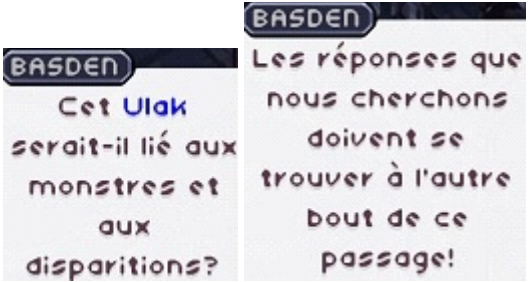 BASDEN
Cet Ulak
serait-il lié aux
monstres et
aux
disparitions?
BASDEN
Les réponses que
nous cherchons
doivent se
trouver à l'autre
bout de ce
passage!